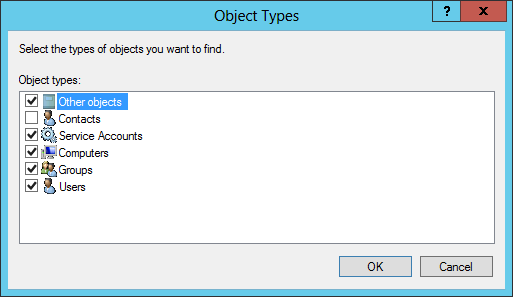 Object Types
?
x
Select the types of objects you want to find.
Object types:
Other objects
Contacts
Service Accounts
Computers
Groups
Users
OK
Cancel